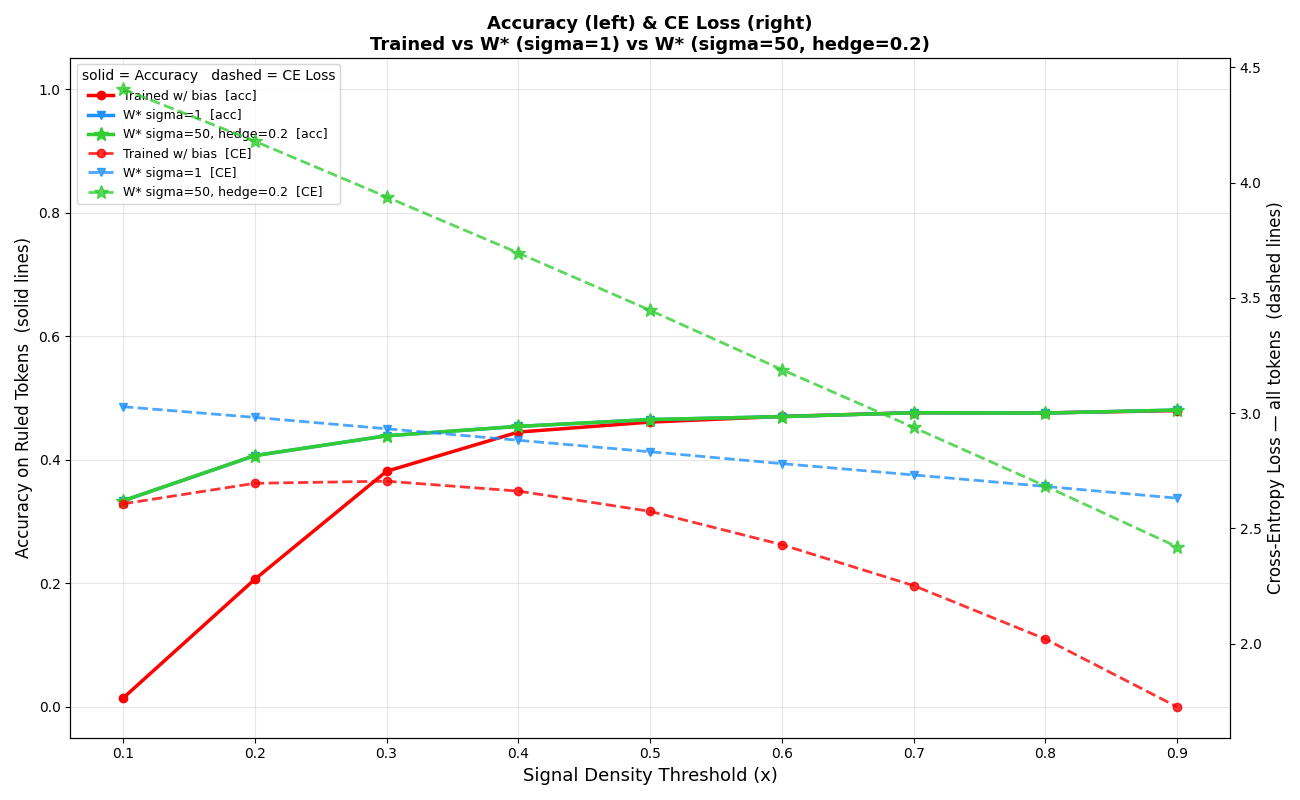 Accuracy (left) & CE Loss (right)
Trained vs W* (sigma=1) vs W* (sigma=50, hedge=0.2)
solid = Accuracy   dashed = CE Loss
Trained w/ bias  [acc]
W* sigma=1  [acc]
W* sigma=50, hedge=0.2  [acc]
Trained w/ bias  [CE]
W* sigma=1  [CE]
W* sigma=50, hedge=0.2  [CE]
Accuracy on Ruled Tokens  (solid lines)
1.0
0.8
0.6
0.4
0.2
0.0
4.5
4.0
3.5
3.0
2.5
2.0
Cross-Entropy Loss — all tokens  (dashed lines)
0.1 0.2 0.3 0.4 0.5 0.6 0.7 0.8 0.9
Signal Density Threshold (x)